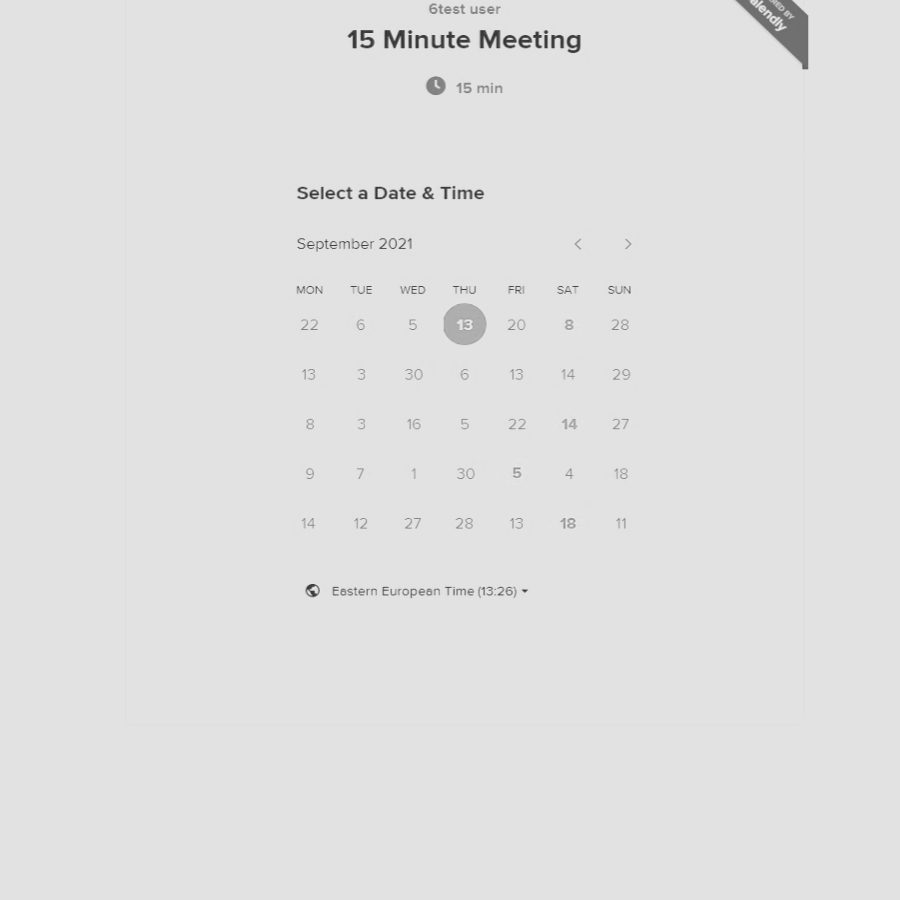 6test user
15 Minute Meeting
15 min
Select a Date & Time
September 2021
MON TUE WED THU FRI SAT SUN
22 6 5 13 20 8 28
13 3 30 6 13 14 29
8 3 16 5 22 14 27
9 7 1 30 5 4 18
14 12 27 28 13 18 11
Eastern European Time (13:26)